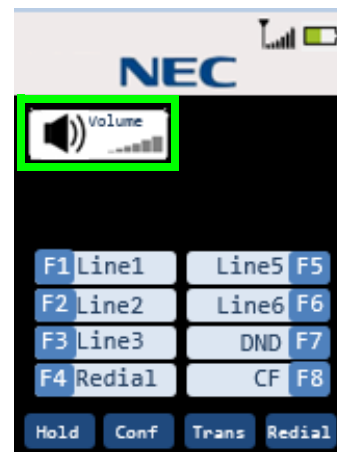 NEC
Volume
F1 Line1 Line5 F5
F2 Line2 Line6 F6
F3 Line3 DND F7
F4 Redial CF F8
Hold Conf Trans Redial